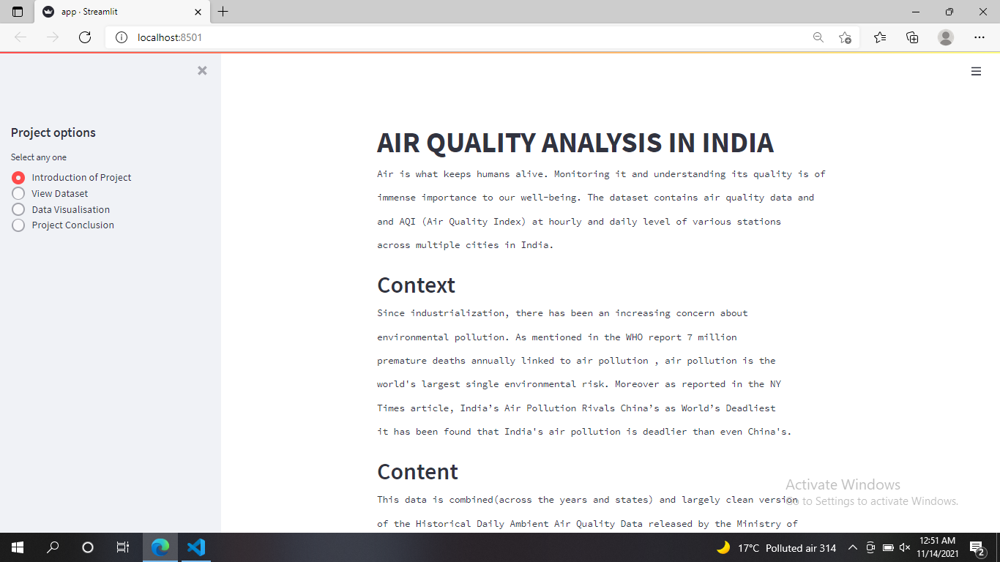 app · Streamlit
localhost:8501
Project options
Select any one
Introduction of Project
View Dataset
Data Visualisation
Project Conclusion
AIR QUALITY ANALYSIS IN INDIA
Air is what keeps humans alive. Monitoring it and understanding its quality is of
immense importance to our well-being. The dataset contains air quality data and
and AQI (Air Quality Index) at hourly and daily level of various stations
across multiple cities in India.
Context
Since industrialization, there has been an increasing concern about
environmental pollution. As mentioned in the WHO report 7 million
premature deaths annually linked to air pollution , air pollution is the
world's largest single environmental risk. Moreover as reported in the NY
Times article, India’s Air Pollution Rivals China’s as World’s Deadliest
it has been found that India's air pollution is deadlier than even China's.
Content
This data is combined(across the years and states) and largely clean version
of the Historical Daily Ambient Air Quality Data released by the Ministry of
Activate Windows
Go to Settings to activate Windows.
17°C Polluted air 314
12:51 AM
11/14/2021
2